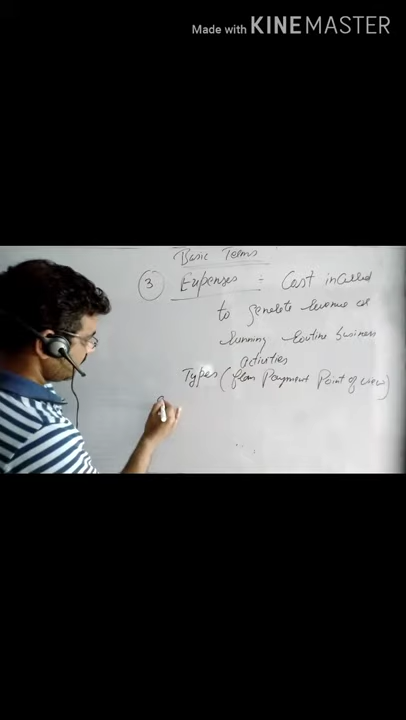 Made with KINEMASTER
Basic Terms
3 Expenses :- Cost incurred
to generate revenue or
running routine business
activities
Types (from Payment Point of view)